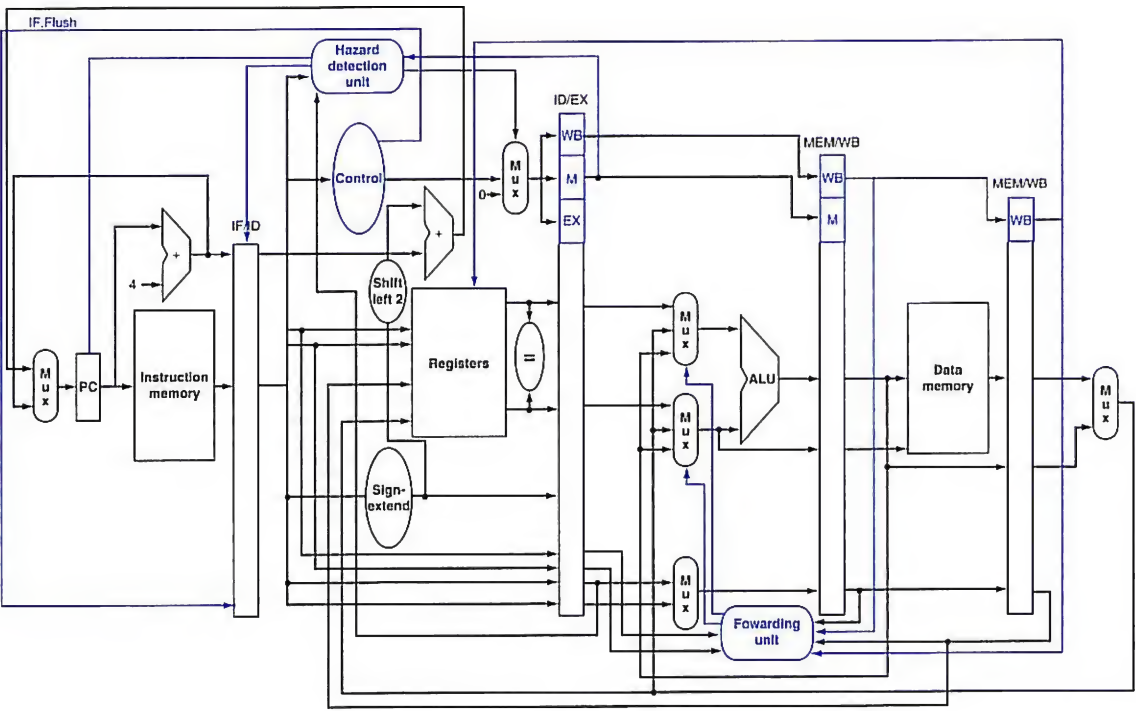 IF.Flush
Hazard
detection
unit
ID/EX
WB
M
EX
MEM/WB
WB
M
MEM/WB
WB
Control
M
u
x
0
IF/ID
+
4
+
Shift
left 2
M
u
x
PC
Instruction
memory
Registers
=
M
u
x
M
u
x
ALU
Data
memory
M
u
x
Sign-
extend
M
u
x
Fowarding
unit